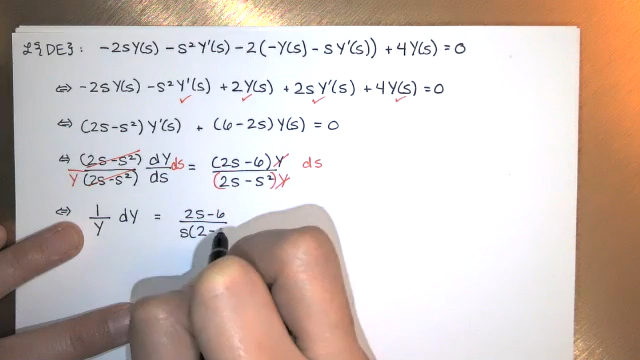 ℒ{DE}: -2sY(s) - s²Y'(s) - 2(-Y(s) - sY'(s)) + 4Y(s) = 0
⇔ -2sY(s) - s²Y'(s) + 2Y(s) + 2sY'(s) + 4Y(s) = 0
⇔ (2s-s²)Y'(s) + (6-2s)Y(s) = 0
⇔ (2s-s²)/Y(2s-s²) dY/ds ds = (2s-6)Y/(2s-s²)Y ds
⇔ 1/Y dY = 2s-6/s(2-